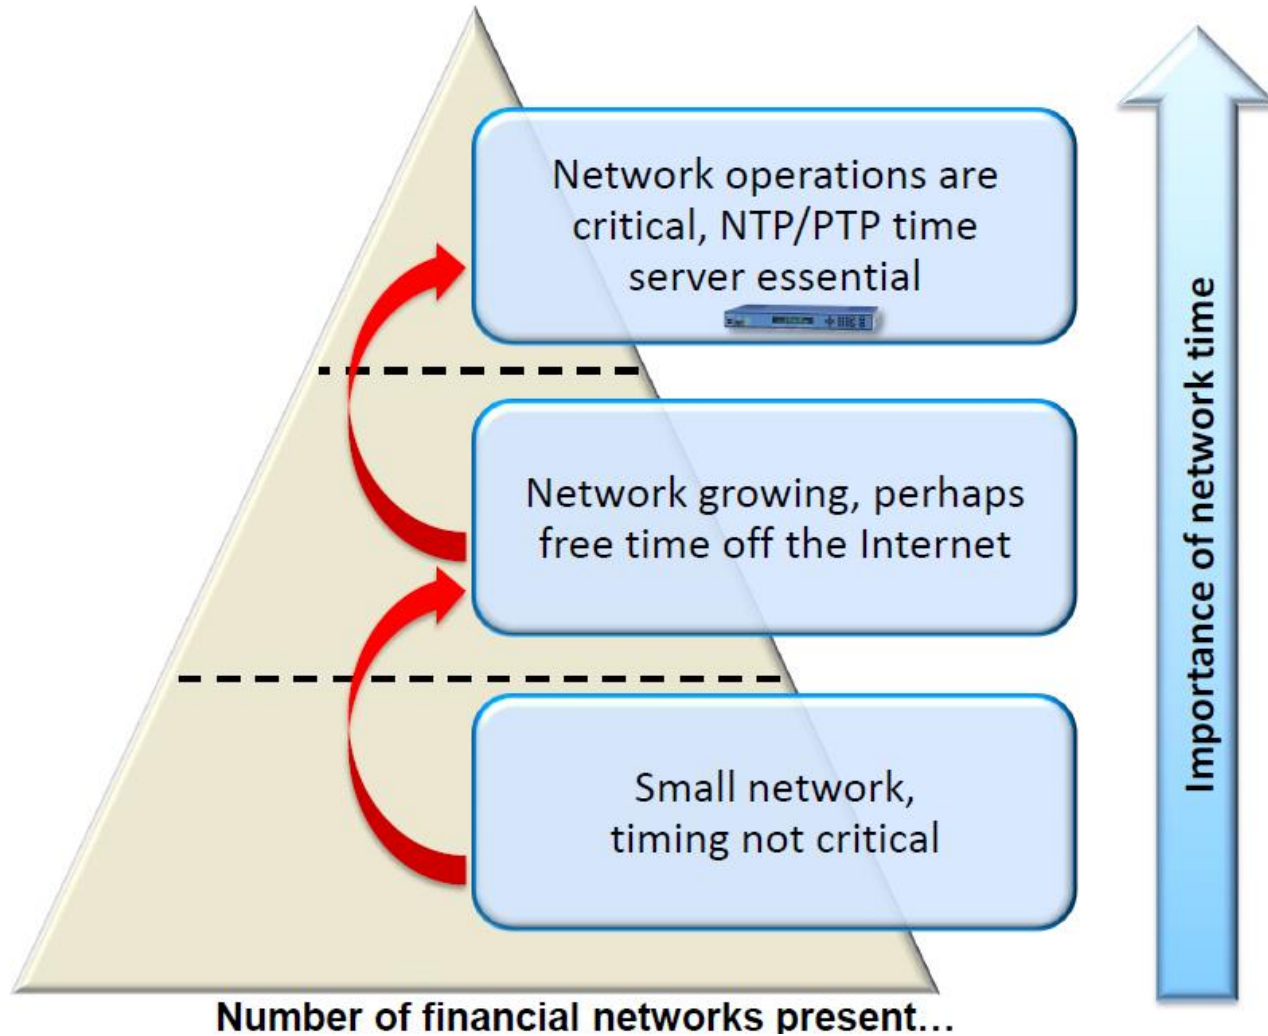 Network operations are
critical, NTP/PTP time
server essential
Network growing, perhaps
free time off the Internet
Small network,
timing not critical
Importance of network time
Number of financial networks present…